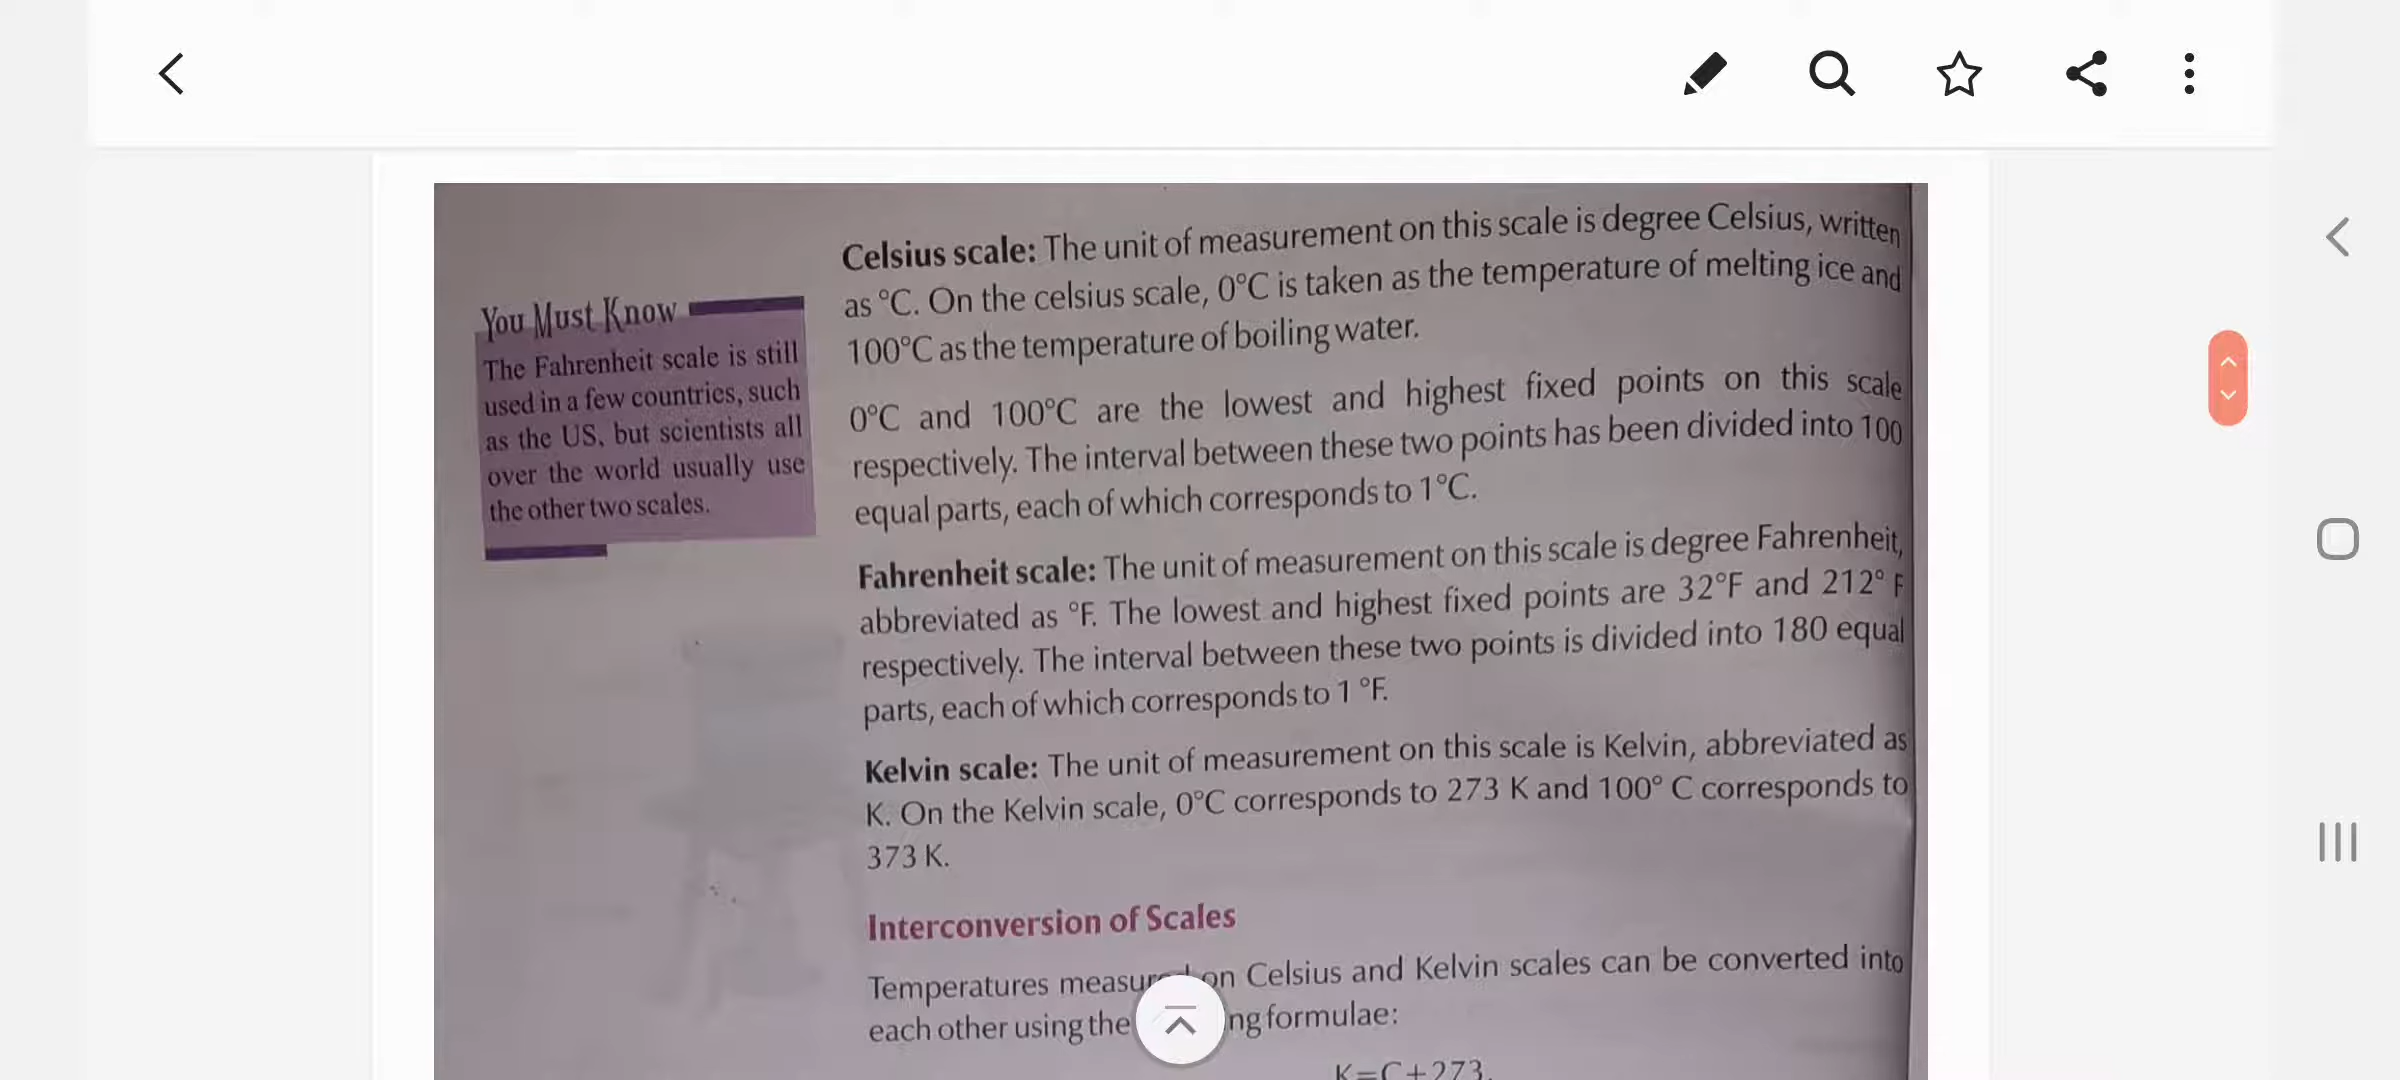 You Must Know
The Fahrenheit scale is still
used in a few countries, such
as the US, but scientists all
over the world usually use
the other two scales.
Celsius scale: The unit of measurement on this scale is degree Celsius, written
as °C. On the celsius scale, 0°C is taken as the temperature of melting ice and
100°C as the temperature of boiling water.
0°C and 100°C are the lowest and highest fixed points on this scale
respectively. The interval between these two points has been divided into 100
equal parts, each of which corresponds to 1°C.
Fahrenheit scale: The unit of measurement on this scale is degree Fahrenheit,
abbreviated as °F. The lowest and highest fixed points are 32°F and 212° F
respectively. The interval between these two points is divided into 180 equal
parts, each of which corresponds to 1 °F.
Kelvin scale: The unit of measurement on this scale is Kelvin, abbreviated as
K. On the Kelvin scale, 0°C corresponds to 273 K and 100° C corresponds to
373 K.
Interconversion of Scales
Temperatures measured on Celsius and Kelvin scales can be converted into
each other using the formulae:
K=C+273.